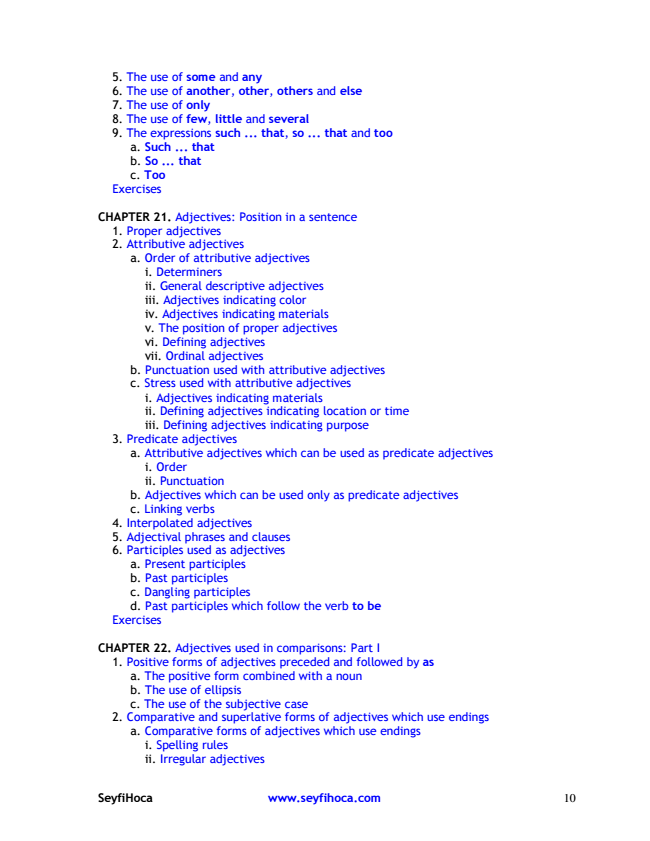 5. The use of some and any
6. The use of another, other, others and else
7. The use of only
8. The use of few, little and several
9. The expressions such ... that, so ... that and too
a. Such ... that
b. So ... that
c. Too
Exercises
CHAPTER 21. Adjectives: Position in a sentence
1. Proper adjectives
2. Attributive adjectives
a. Order of attributive adjectives
i. Determiners
ii. General descriptive adjectives
iii. Adjectives indicating color
iv. Adjectives indicating materials
v. The position of proper adjectives
vi. Defining adjectives
vii. Ordinal adjectives
b. Punctuation used with attributive adjectives
c. Stress used with attributive adjectives
i. Adjectives indicating materials
ii. Defining adjectives indicating location or time
iii. Defining adjectives indicating purpose
3. Predicate adjectives
a. Attributive adjectives which can be used as predicate adjectives
i. Order
ii. Punctuation
b. Adjectives which can be used only as predicate adjectives
c. Linking verbs
4. Interpolated adjectives
5. Adjectival phrases and clauses
6. Participles used as adjectives
a. Present participles
b. Past participles
c. Dangling participles
d. Past participles which follow the verb to be
Exercises
CHAPTER 22. Adjectives used in comparisons: Part I
1. Positive forms of adjectives preceded and followed by as
a. The positive form combined with a noun
b. The use of ellipsis
c. The use of the subjective case
2. Comparative and superlative forms of adjectives which use endings
a. Comparative forms of adjectives which use endings
i. Spelling rules
ii. Irregular adjectives
SeyfiHoca www.seyfihoca.com 10